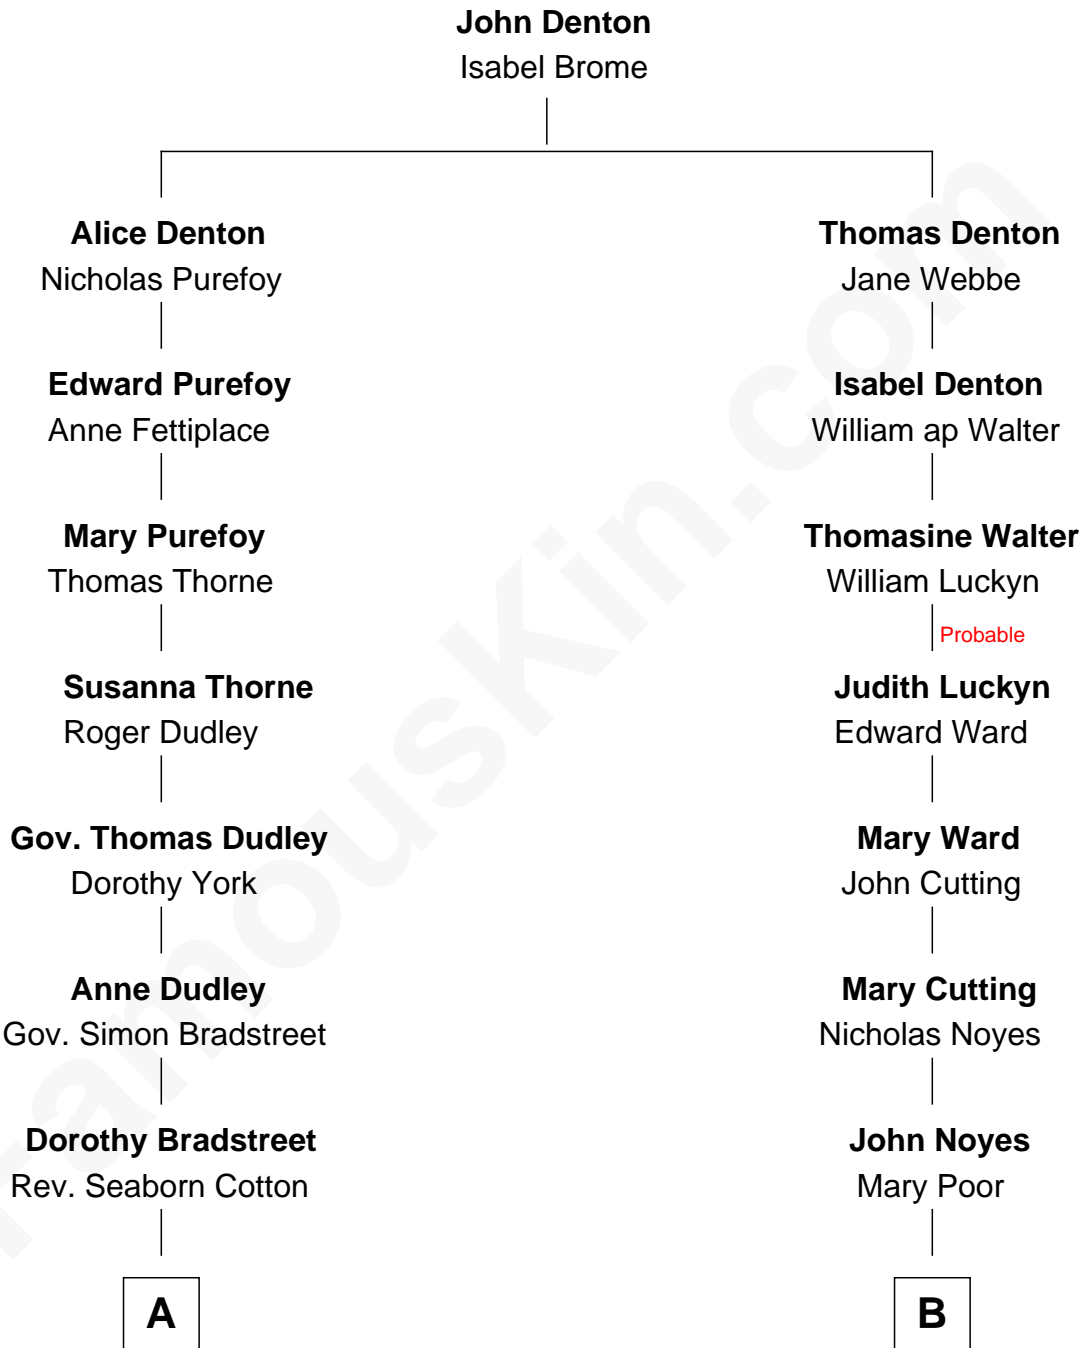 John Denton
Isabel Brome
Alice Denton
Nicholas Purefoy
Edward Purefoy
Anne Fettiplace
Mary Purefoy
Thomas Thorne
Susanna Thorne
Roger Dudley
Gov. Thomas Dudley
Dorothy York
Anne Dudley
Gov. Simon Bradstreet
Dorothy Bradstreet
Rev. Seaborn Cotton
A
Thomas Denton
Jane Webbe
Isabel Denton
William ap Walter
Thomasine Walter
William Luckyn
Probable
Judith Luckyn
Edward Ward
Mary Ward
John Cutting
Mary Cutting
Nicholas Noyes
John Noyes
Mary Poor
B
FamousKin.com